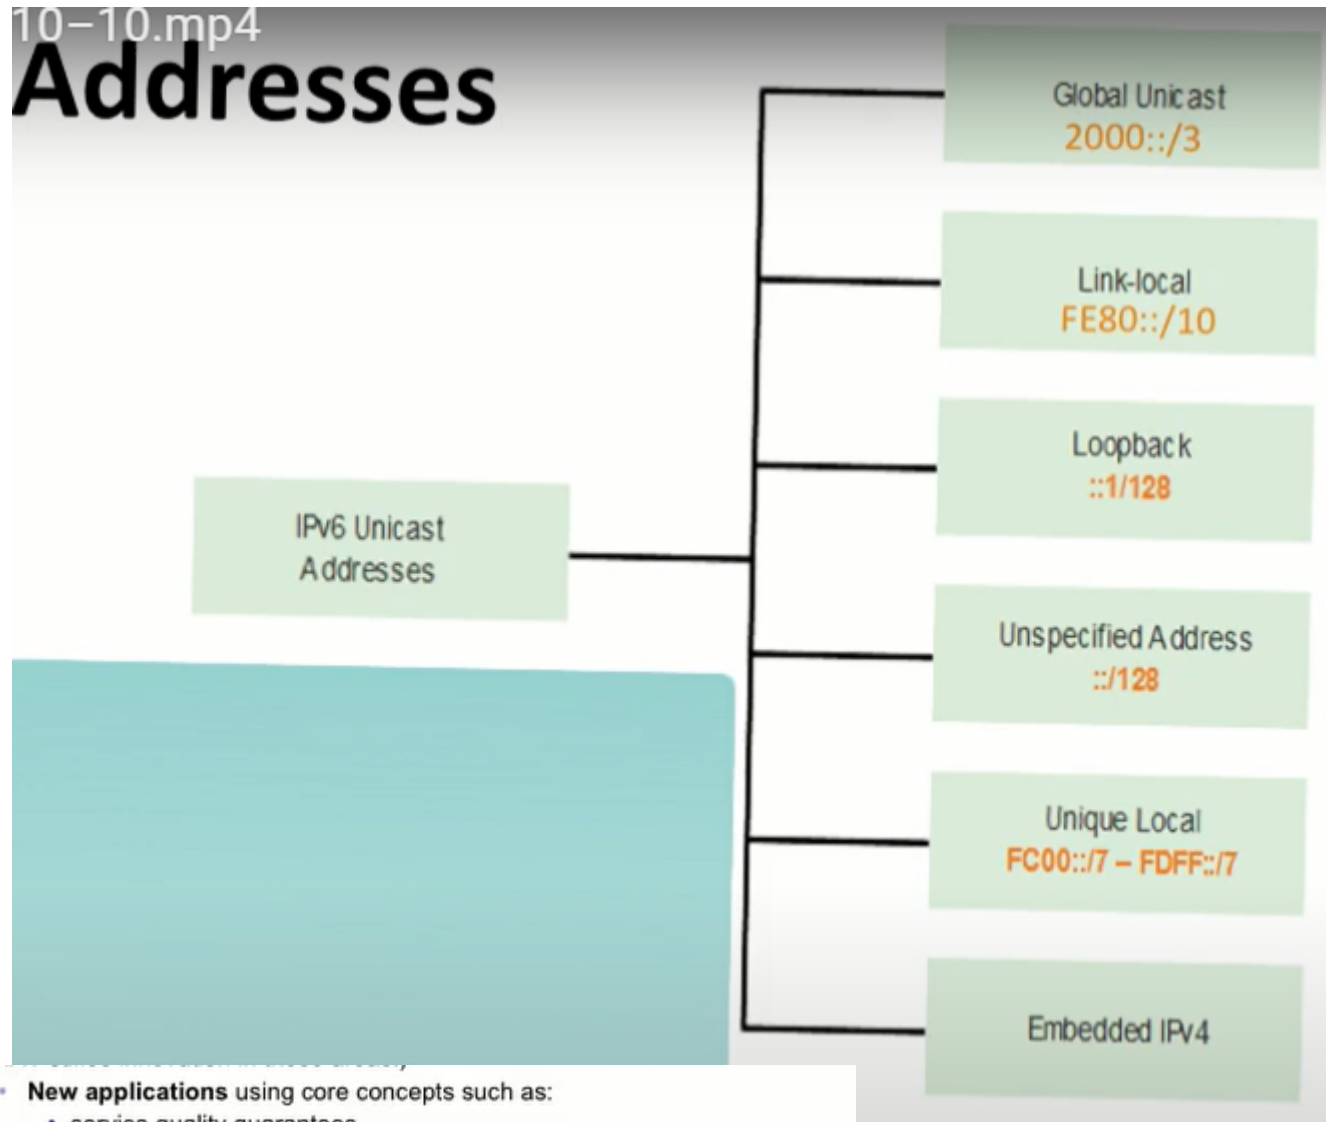 10-10.mp4
Addresses
IPv6 Unicast
Addresses
Global Unicast
2000::/3
Link-local
FE80::/10
Loopback
::1/128
Unspecified Address
::/128
Unique Local
FC00::/7 – FDFF::/7
Embedded IPv4
• New applications using core concepts such as: